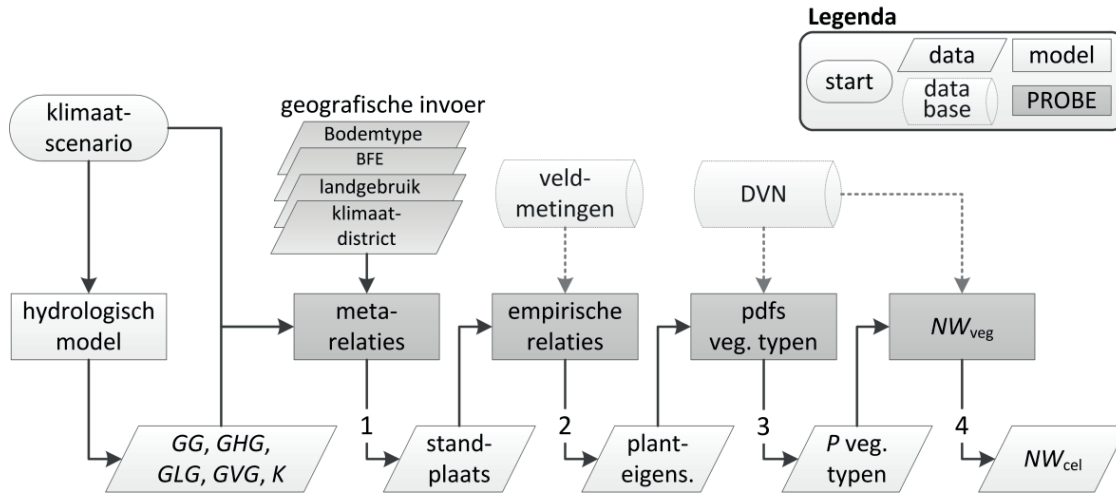 Legenda
start
data
model
data
base
PROBE
klimaat-
scenario
geografische invoer
Bodemtype
BFE
landgebruik
klimaat-
district
veld-
metingen
DVN
hydrologisch
model
meta-
relaties
empirische
relaties
pdfs
veg. typen
NWveg
1
2
3
4
GG, GHG,
GLG, GVG, K
stand-
plaats
plant-
eigens.
P veg.
typen
NWcel